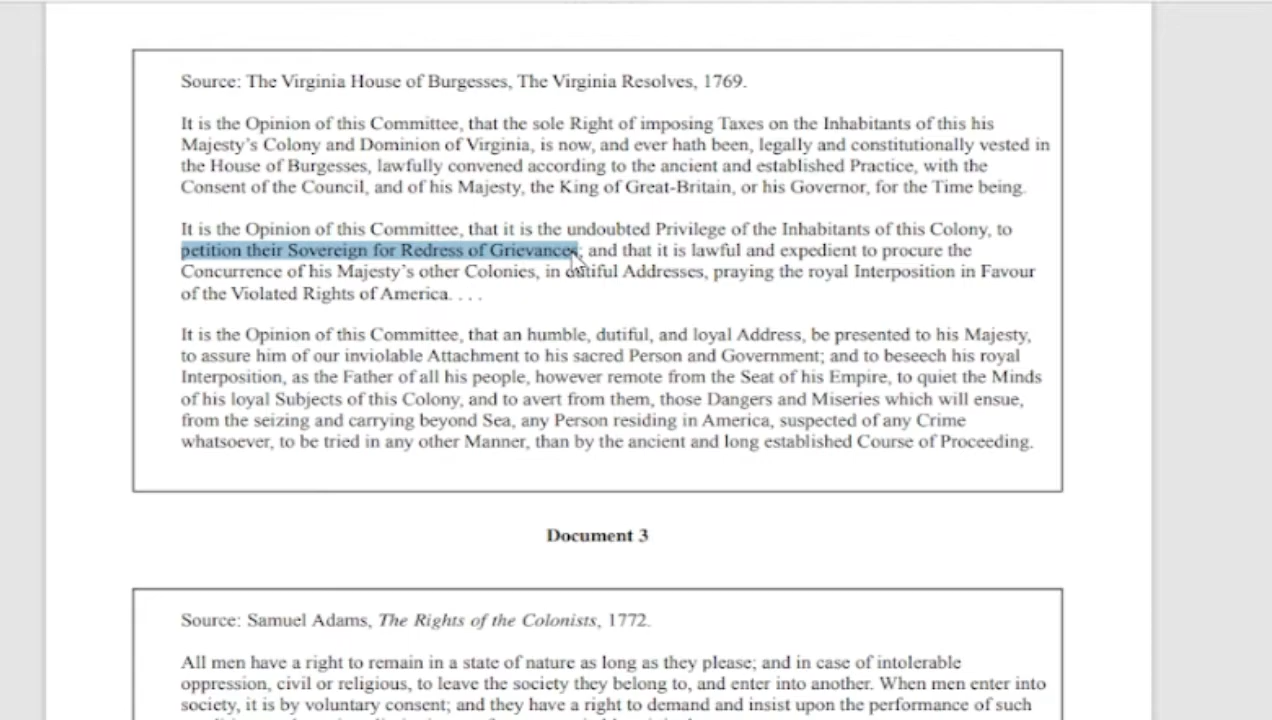 Source: The Virginia House of Burgesses, The Virginia Resolves, 1769.
It is the Opinion of this Committee, that the sole Right of imposing Taxes on the Inhabitants of this his
Majesty's Colony and Dominion of Virginia, is now, and ever hath been, legally and constitutionally vested in
the House of Burgesses, lawfully convened according to the ancient and established Practice, with the
Consent of the Council, and of his Majesty, the King of Great-Britain, or his Governor, for the Time being.
It is the Opinion of this Committee, that it is the undoubted Privilege of the Inhabitants of this Colony, to
petition their Sovereign for Redress of Grievances; and that it is lawful and expedient to procure the
Concurrence of his Majesty's other Colonies, in dutiful Addresses, praying the royal Interposition in Favour
of the Violated Rights of America. . . .
It is the Opinion of this Committee, that an humble, dutiful, and loyal Address, be presented to his Majesty,
to assure him of our inviolable Attachment to his sacred Person and Government; and to beseech his royal
Interposition, as the Father of all his people, however remote from the Seat of his Empire, to quiet the Minds
of his loyal Subjects of this Colony, and to avert from them, those Dangers and Miseries which will ensue,
from the seizing and carrying beyond Sea, any Person residing in America, suspected of any Crime
whatsoever, to be tried in any other Manner, than by the ancient and long established Course of Proceeding.
Document 3
Source: Samuel Adams, The Rights of the Colonists, 1772.
All men have a right to remain in a state of nature as long as they please; and in case of intolerable
oppression, civil or religious, to leave the society they belong to, and enter into another. When men enter into
society, it is by voluntary consent; and they have a right to demand and insist upon the performance of such